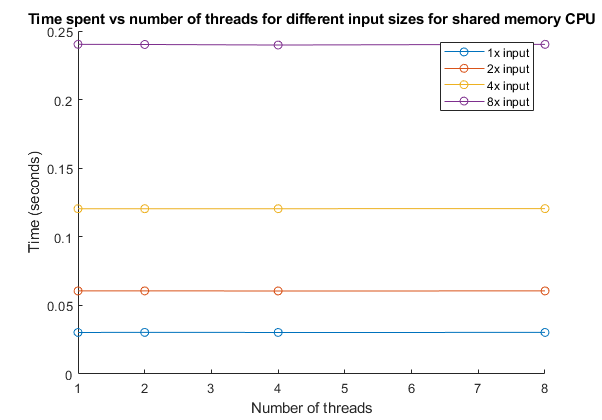 Time spent vs number of threads for different input sizes for shared memory CPU
0.25
0.2
0.15
0.1
0.05
0
Time (seconds)
1x input
2x input
4x input
8x input
1 2 3 4 5 6 7 8
Number of threads